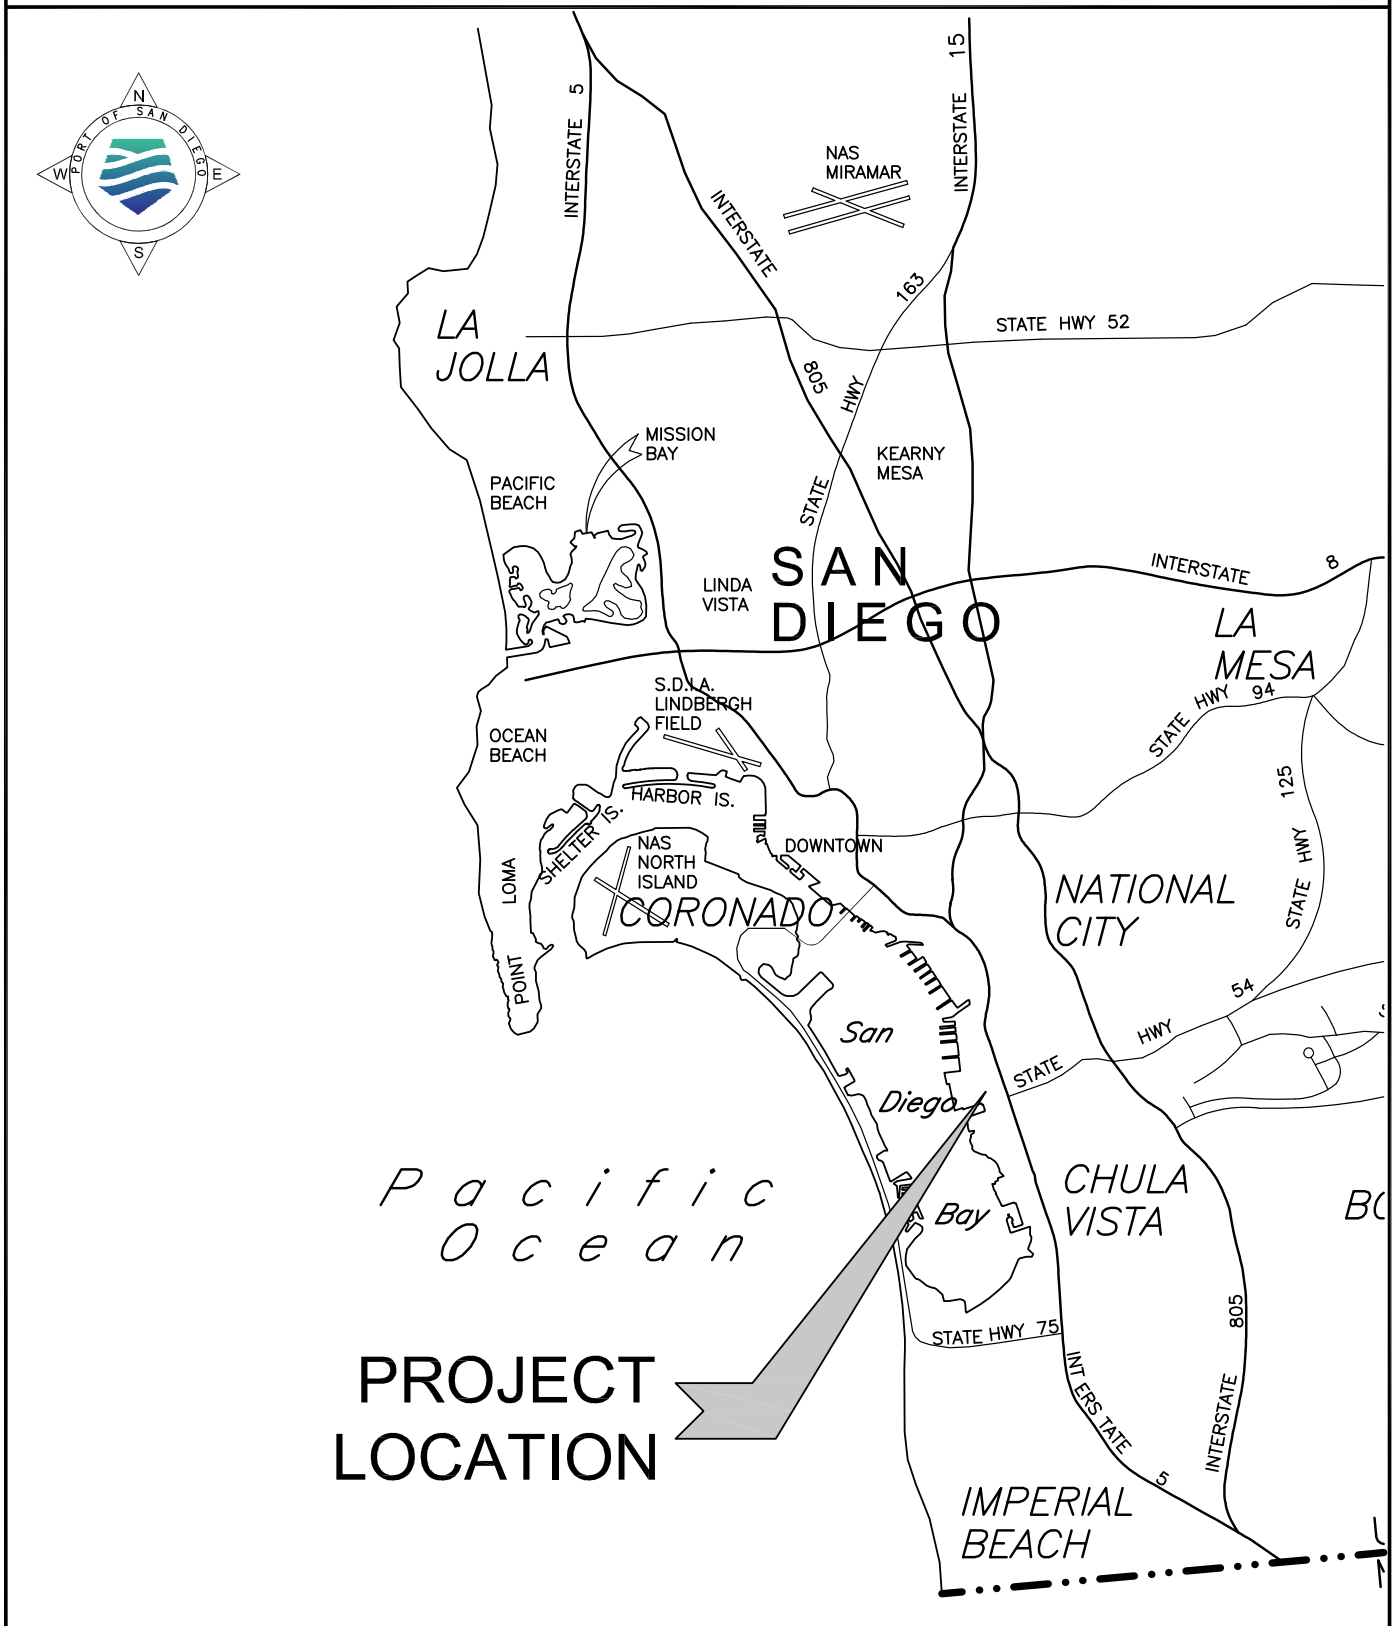 N
PORT OF SAN DIEGO
W
E
S
INTERSTATE 5
INTERSTATE 15
NAS
MIRAMAR
INTERSTATE
805
163
HWY
STATE
STATE HWY 52
LA
JOLLA
MISSION
BAY
KEARNY
MESA
PACIFIC
BEACH
SAN
DIEGO
LINDA
VISTA
INTERSTATE 8
LA
MESA
STATE HWY 94
S.D.I.A.
LINDBERGH
FIELD
OCEAN
BEACH
STATE HWY 125
HARBOR IS.
SHELTER IS.
DOWNTOWN
NAS
NORTH
ISLAND
POINT LOMA
CORONADO
NATIONAL
CITY
STATE HWY 54
San
Diego
Bay
Pacific
Ocean
CHULA
VISTA
BO
STATE HWY 75
PROJECT
LOCATION
INTERSTATE 5
INTERSTATE 805
IMPERIAL
BEACH